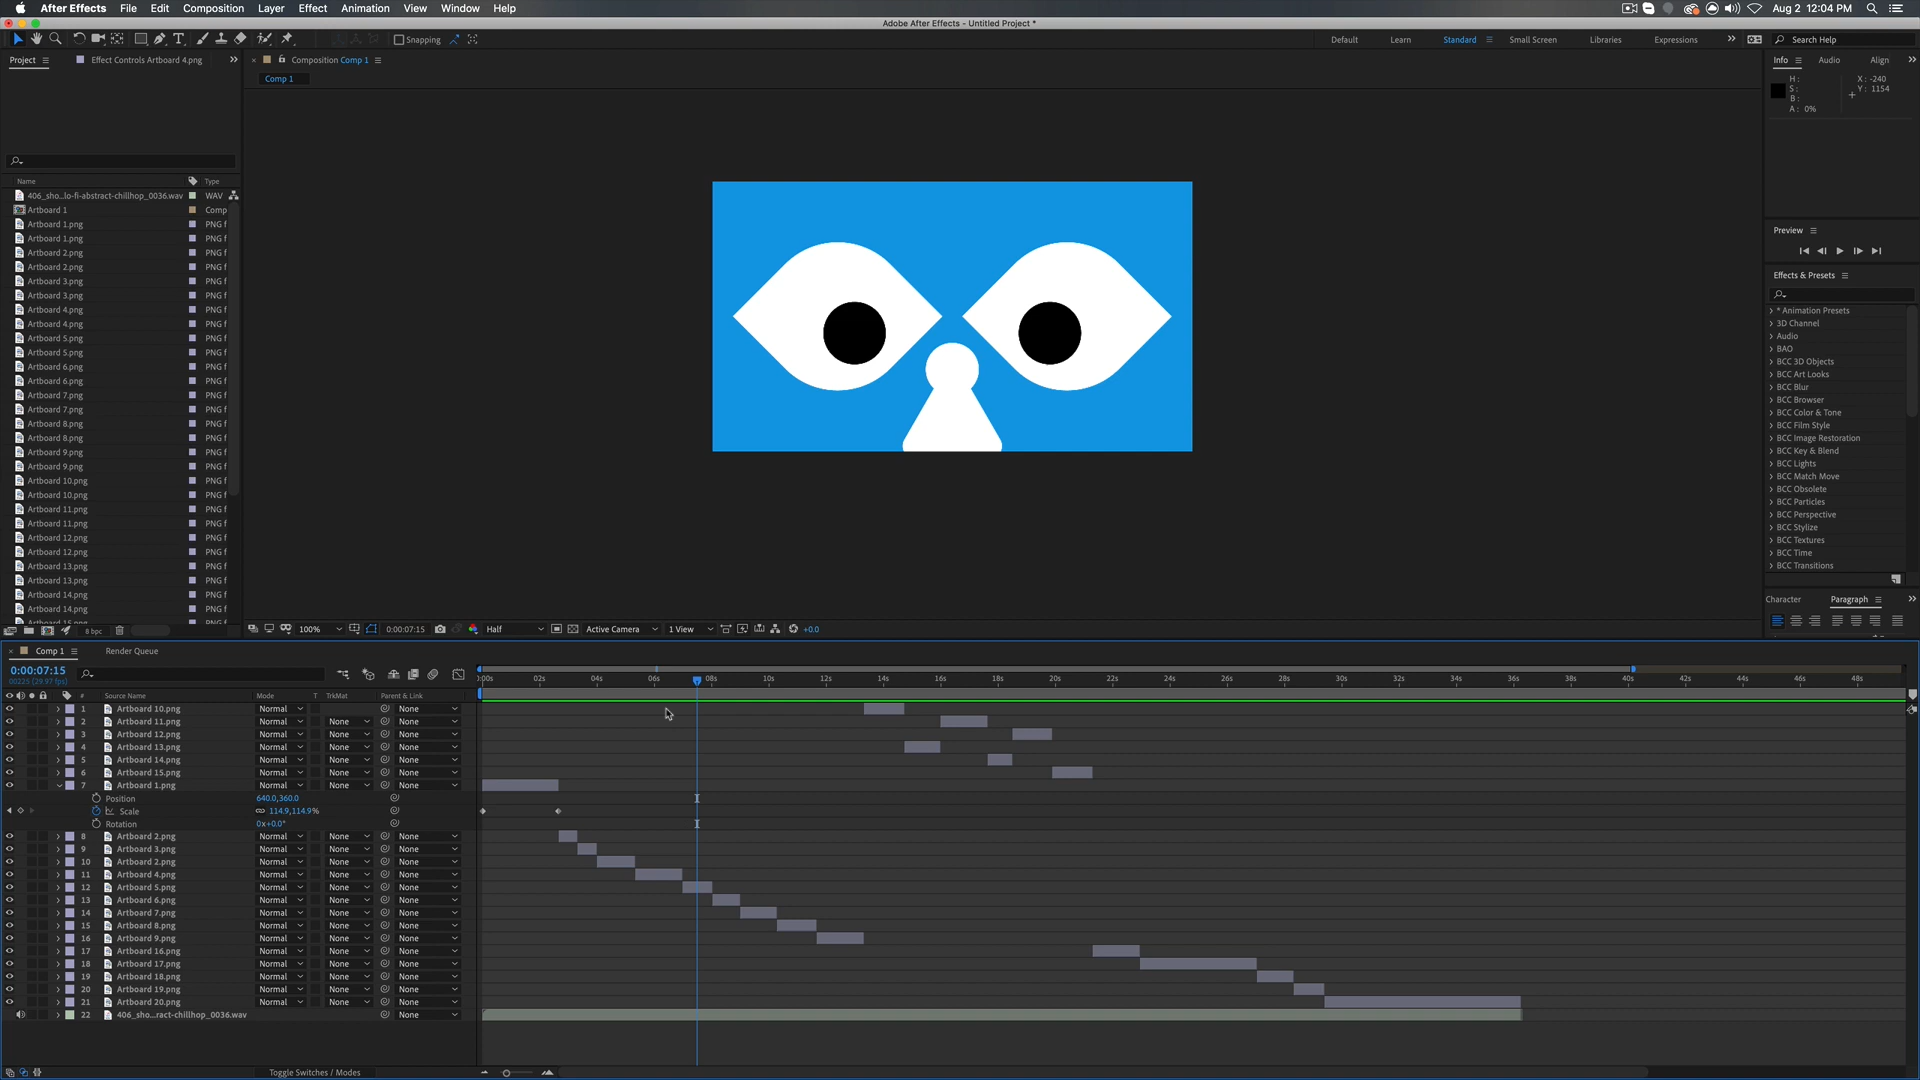 After Effects File Edit Composition Layer Effect Animation View Window Help Aug 2 12:04 PM
Adobe After Effects - Untitled Project *
Snapping Default Learn Standard Small Screen Libraries Expressions Search Help
Project Effect Controls Artboard 4.png Composition Comp 1 Info Audio Align
Comp 1
H: X: -240
S: Y: 1154
B:
A: 0%
Name Type
406_sho...lo-fi-abstract-chillhop_0036.wav WAV
Artboard 1 Comp
Artboard 1.png PNG f
Artboard 1.png PNG f
Artboard 2.png PNG f
Artboard 2.png PNG f
Artboard 3.png PNG f
Artboard 3.png PNG f
Artboard 4.png PNG f
Artboard 4.png PNG f
Artboard 5.png PNG f
Artboard 5.png PNG f
Artboard 6.png PNG f
Artboard 6.png PNG f
Artboard 7.png PNG f
Artboard 7.png PNG f
Artboard 8.png PNG f
Artboard 8.png PNG f
Artboard 9.png PNG f
Artboard 9.png PNG f
Artboard 10.png PNG f
Artboard 10.png PNG f
Artboard 11.png PNG f
Artboard 11.png PNG f
Artboard 12.png PNG f
Artboard 12.png PNG f
Artboard 13.png PNG f
Artboard 13.png PNG f
Artboard 14.png PNG f
Artboard 14.png PNG f
8 bpc
100% 0:00:07:15 Half Active Camera 1 View +0.0
Preview
Effects & Presets
* Animation Presets
3D Channel
Audio
BAO
BCC 3D Objects
BCC Art Looks
BCC Blur
BCC Browser
BCC Color & Tone
BCC Film Style
BCC Image Restoration
BCC Key & Blend
BCC Lights
BCC Match Move
BCC Obsolete
BCC Particles
BCC Perspective
BCC Stylize
BCC Textures
BCC Time
BCC Transitions
Character Paragraph
Comp 1 Render Queue
0:00:07:15
00225 (29.97 fps)
:00s 02s 04s 06s 08s 10s 12s 14s 16s 18s 20s 22s 24s 26s 28s 30s 32s 34s 36s 38s 40s 42s 44s 46s 48s
# Source Name Mode T TrkMat Parent & Link
1 Artboard 10.png Normal None
2 Artboard 11.png Normal None None
3 Artboard 12.png Normal None None
4 Artboard 13.png Normal None None
5 Artboard 14.png Normal None None
6 Artboard 15.png Normal None None
7 Artboard 1.png Normal None None
Position 640.0,360.0
Scale 114.9,114.9%
Rotation 0x+0.0°
8 Artboard 2.png Normal None None
9 Artboard 3.png Normal None None
10 Artboard 2.png Normal None None
11 Artboard 4.png Normal None None
12 Artboard 5.png Normal None None
13 Artboard 6.png Normal None None
14 Artboard 7.png Normal None None
15 Artboard 8.png Normal None None
16 Artboard 9.png Normal None None
17 Artboard 16.png Normal None None
18 Artboard 17.png Normal None None
19 Artboard 18.png Normal None None
20 Artboard 19.png Normal None None
21 Artboard 20.png Normal None None
22 406_sho...ract-chillhop_0036.wav None
Toggle Switches / Modes